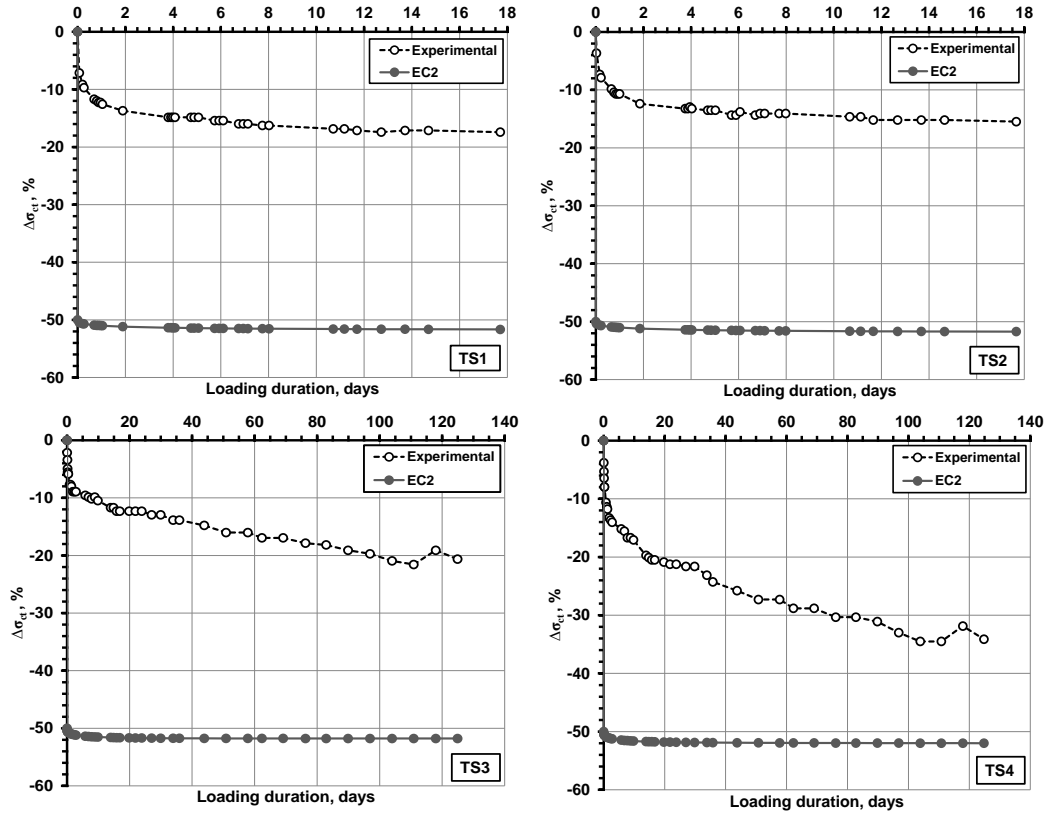 0 2 4 6 8 10 12 14 16 18
0
-10
-20
-30
-40
-50
-60
Δσct, %
Experimental
EC2
TS1
Loading duration, days
0 2 4 6 8 10 12 14 16 18
0
-10
-20
-30
-40
-50
-60
Δσct, %
Experimental
EC2
TS2
Loading duration, days
0 20 40 60 80 100 120 140
0
-10
-20
-30
-40
-50
-60
Δσct, %
Experimental
EC2
TS3
Loading duration, days
0 20 40 60 80 100 120 140
0
-10
-20
-30
-40
-50
-60
Δσct, %
Experimental
EC2
TS4
Loading duration, days